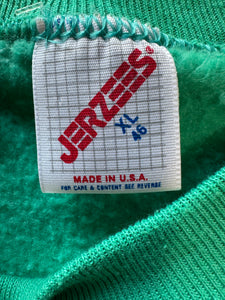 JERZEES®
XL
46
MADE IN U.S.A.
FOR CARE & CONTENT SEE REVERSE